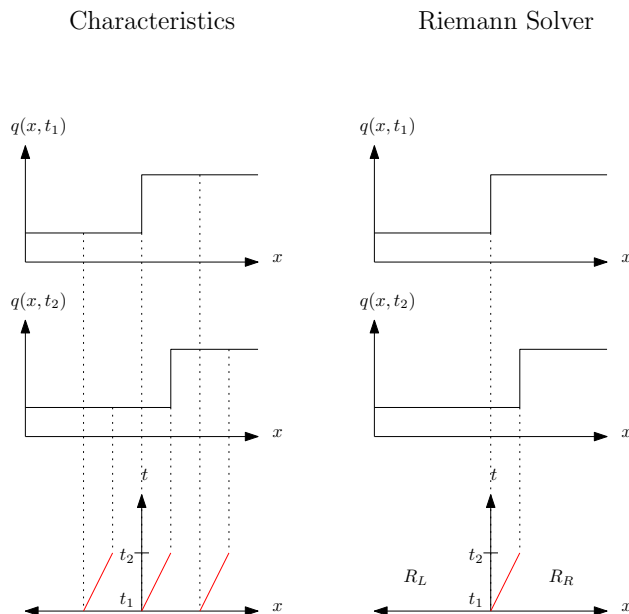 Characteristics
Riemann Solver
q(x, t₁)
q(x, t₁)
x
x
q(x, t₂)
q(x, t₂)
x
x
t
t
t₂
t₂
R_L
R_R
t₁
t₁
x
x